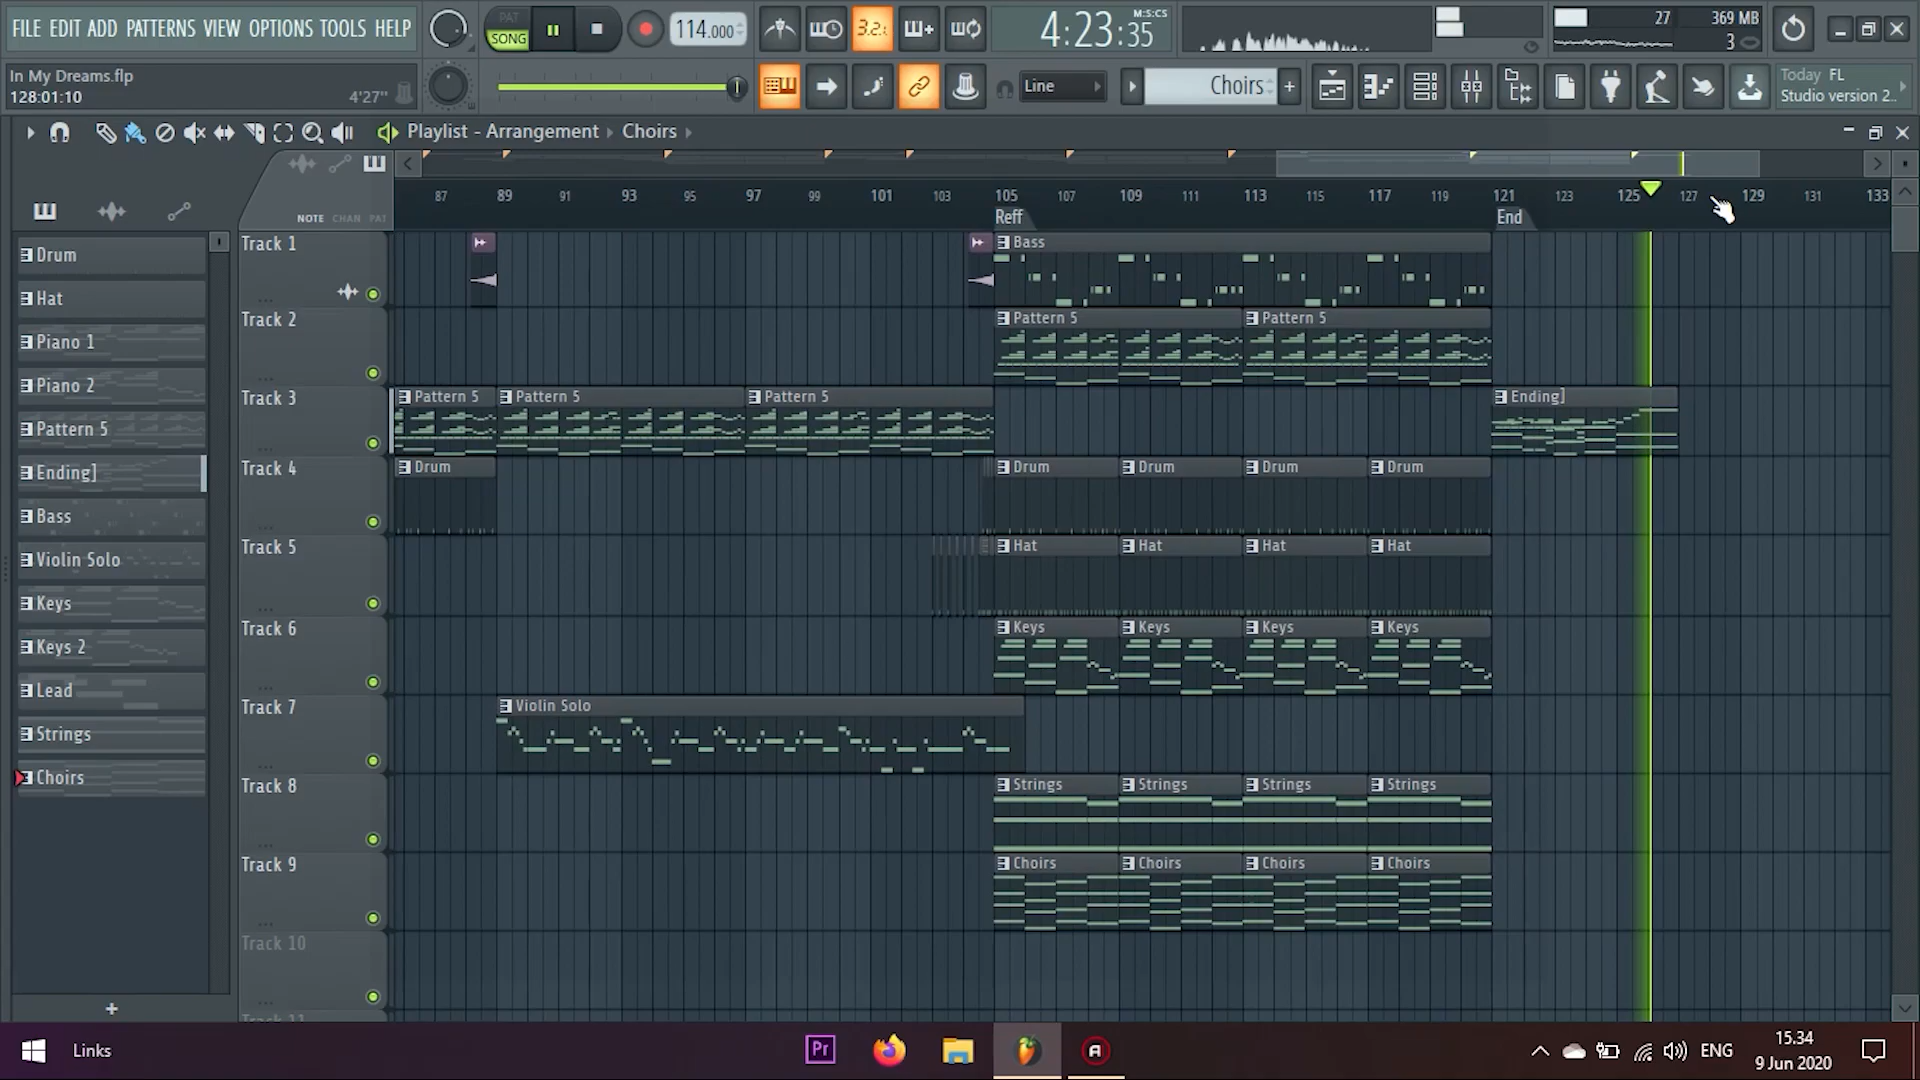 FILE EDIT ADD PATTERNS VIEW OPTIONS TOOLS HELP
PAT
SONG
114.000
3.2.
4:23:35
M:S:CS
27
369 MB
3
In My Dreams.flp
128:01:10
4'27"
Line
Choirs
+
Today FL
Studio version 2..
Playlist - Arrangement
Choirs
87 89 91 93 95 97 99 101 103 105 107 109 111 113 115 117 119 121 123 125 127 129 131 133
NOTE CHAN PAT
Reff
End
Drum
Hat
Piano 1
Piano 2
Pattern 5
Ending]
Bass
Violin Solo
Keys
Keys 2
Lead
Strings
Choirs
+
Track 1
Bass
Track 2
Pattern 5 Pattern 5
Track 3
Pattern 5 Pattern 5 Pattern 5 Ending]
Track 4
Drum Drum Drum Drum Drum
Track 5
Hat Hat Hat Hat
Track 6
Keys Keys Keys Keys
Track 7
Violin Solo
Track 8
Strings Strings Strings Strings
Track 9
Choirs Choirs Choirs Choirs
Track 10
Track 11
Links
Pr
ENG
15.34
9 Jun 2020